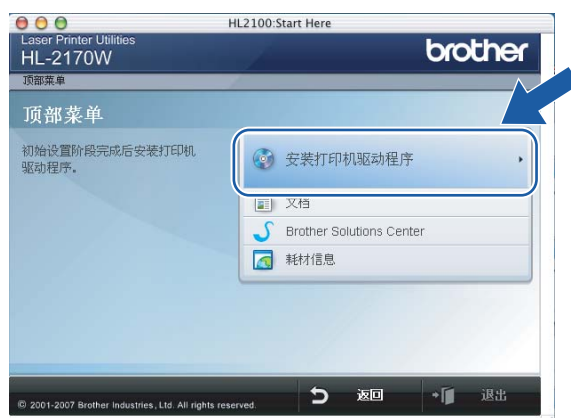 HL2100:Start Here
Laser Printer Utilities
HL-2170W
brother
顶部菜单
顶部菜单
初始设置阶段完成后安装打印机
驱动程序。
安装打印机驱动程序
文档
Brother Solutions Center
耗材信息
© 2001-2007 Brother Industries, Ltd. All rights reserved.
返回
退出